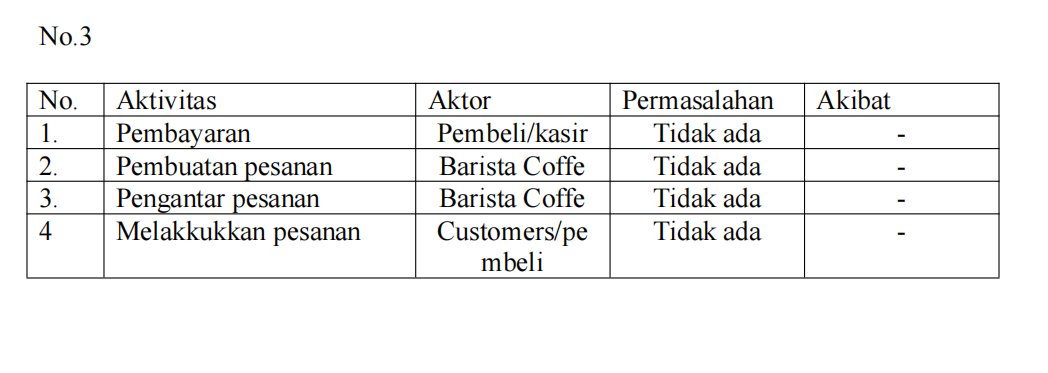 No.3
No. Aktivitas Aktor Permasalahan Akibat
1. Pembayaran Pembeli/kasir Tidak ada -
2. Pembuatan pesanan Barista Coffe Tidak ada -
3. Pengantar pesanan Barista Coffe Tidak ada -
4 Melakkukkan pesanan Customers/pe Tidak ada -
mbeli